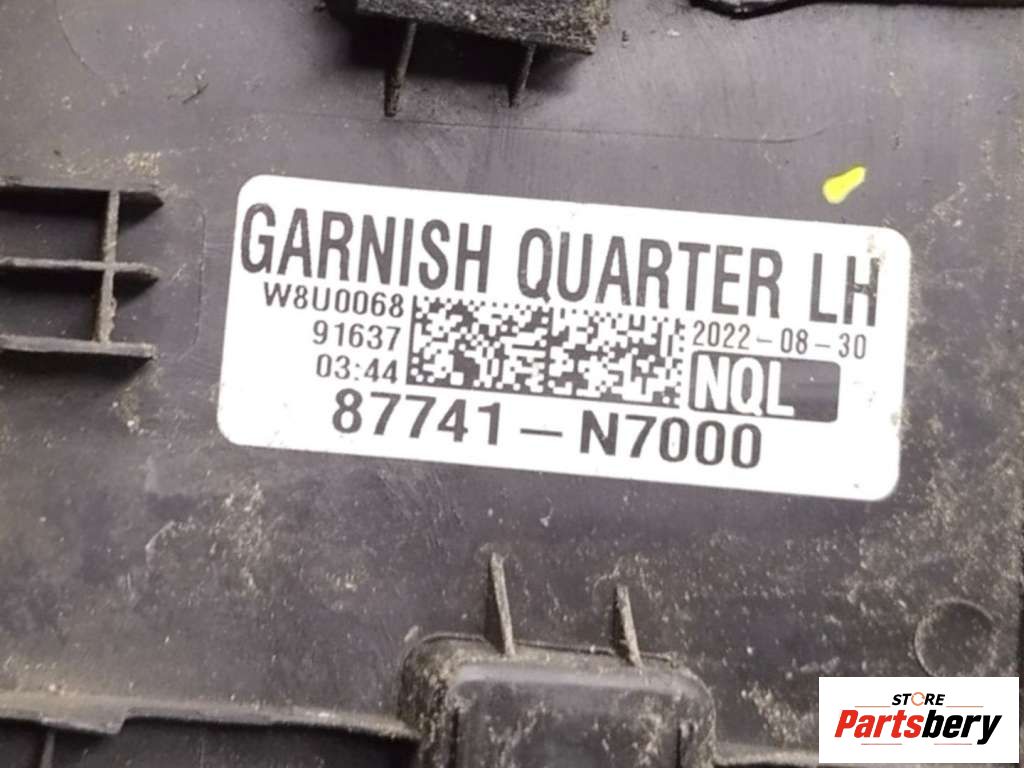 GARNISH QUARTER LH
W8U0068
91637
03:44
2022-08-30
NQL
87741-N7000
STORE
Partsbery